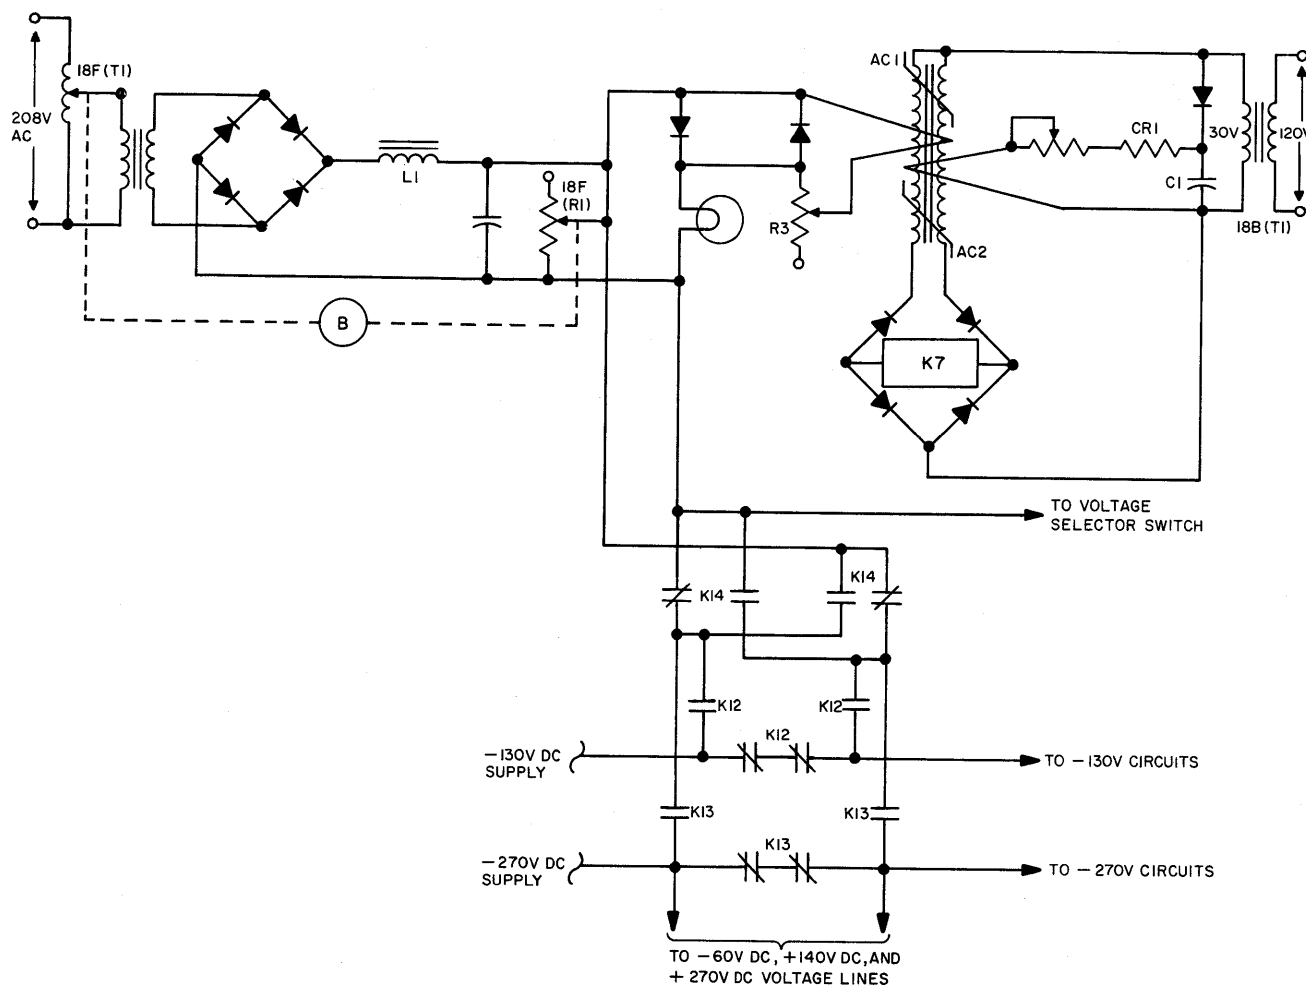 208V
AC
18F(T1)
L1
18F
(R1)
B
R3
AC1
AC2
CR1
C1
30V
120V
18B(T1)
K7
TO VOLTAGE
SELECTOR SWITCH
K14
K14
K12
K12
K12
−130V DC
SUPPLY
TO −130V CIRCUITS
K13
K13
K13
−270V DC
SUPPLY
TO −270V CIRCUITS
TO −60V DC, +140V DC, AND
+ 270V DC VOLTAGE LINES